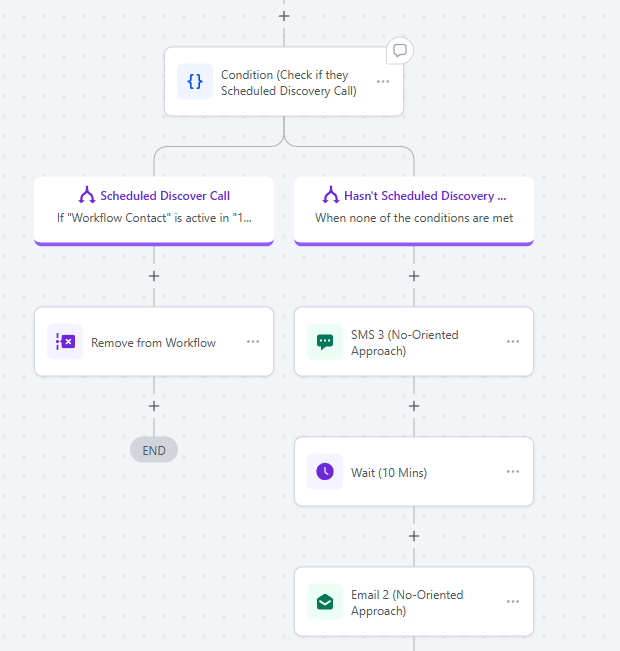 Condition (Check if they
Scheduled Discovery Call)
Scheduled Discover Call
If "Workflow Contact" is active in "1...
Hasn't Scheduled Discovery ...
When none of the conditions are met
Remove from Workflow
SMS 3 (No-Oriented
Approach)
END
Wait (10 Mins)
Email 2 (No-Oriented
Approach)